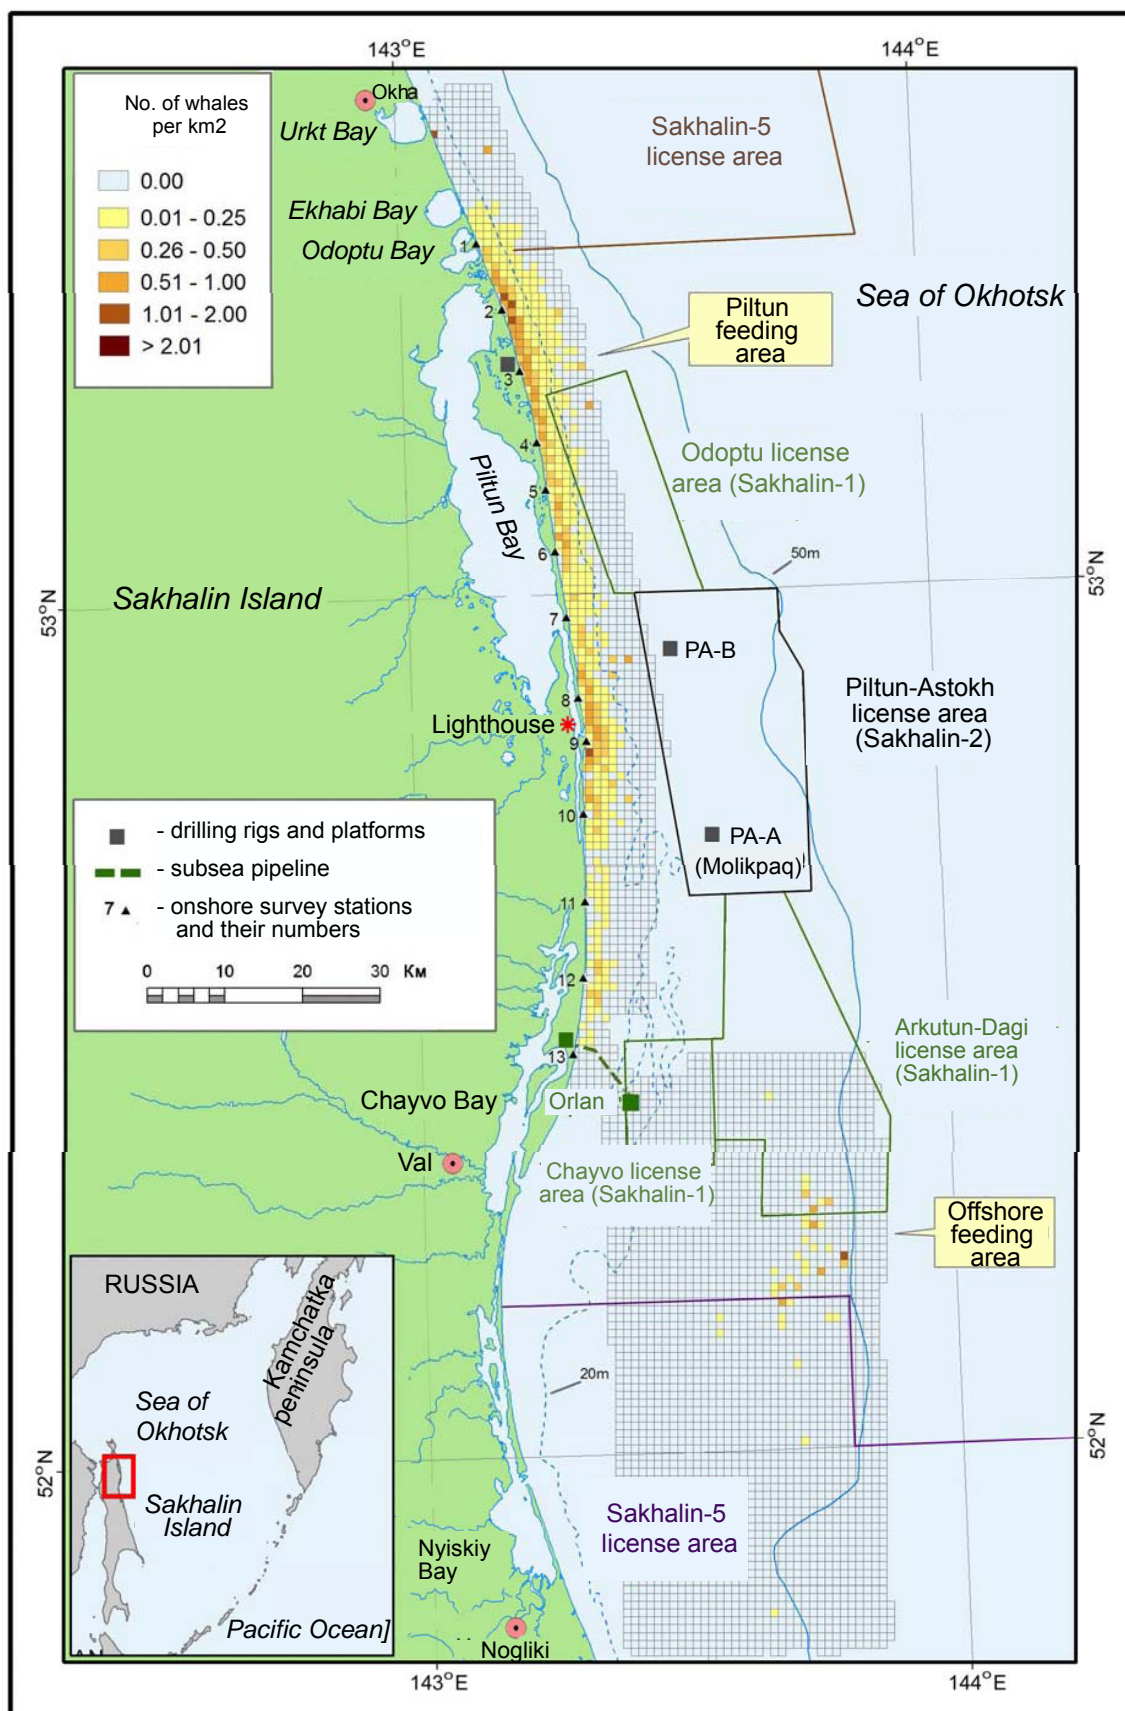 143°E
144°E
No. of whales
per km2
0.00
0.01 - 0.25
0.26 - 0.50
0.51 - 1.00
1.01 - 2.00
> 2.01
Okha
Urkt Bay
Ekhabi Bay
Odoptu Bay
Sakhalin-5
license area
Sea of Okhotsk
Piltun
feeding
area
1
2
3
4
5
6
7
8
9
10
11
12
13
Odoptu license
area (Sakhalin-1)
Piltun Bay
50m
53°N
53°N
Sakhalin Island
PA-B
Piltun-Astokh
license area
(Sakhalin-2)
Lighthouse
PA-A
(Molikpaq)
- drilling rigs and platforms
- subsea pipeline
7 - onshore survey stations
and their numbers
0 10 20 30 Км
Arkutun-Dagi
license area
(Sakhalin-1)
Chayvo Bay
Orlan
Val
Chayvo license
area (Sakhalin-1)
Offshore
feeding
area
RUSSIA
Kamchatka
peninsula
Sea of
Okhotsk
Sakhalin
Island
Pacific Ocean]
20m
52°N
52°N
Sakhalin-5
license area
Nyiskiy
Bay
Nogliki
143°E
144°E